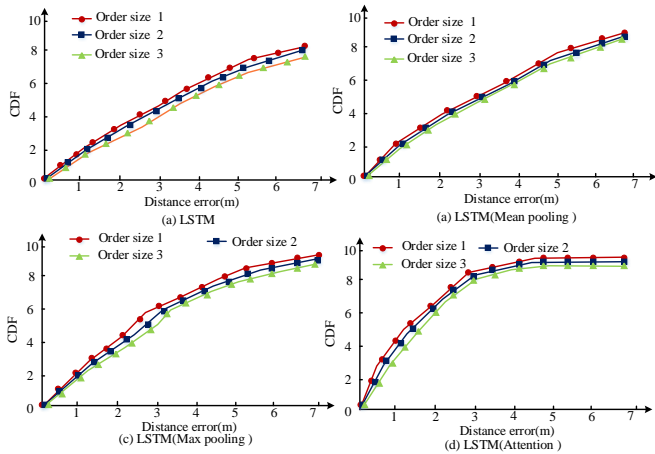 Order size 1
Order size 2
Order size 3
10
8
6
4
2
0
CDF
1 2 3 4 5 6 7
Distance error(m)
(a) LSTM
Order size 1
Order size 2
Order size 3
10
8
6
4
2
0
CDF
1 2 3 4 5 6 7
Distance error(m)
(a) LSTM(Mean pooling )
Order size 1
Order size 2
Order size 3
10
8
6
4
2
0
CDF
1 2 3 4 5 6 7
Distance error(m)
(c) LSTM(Max pooling )
Order size 1
Order size 2
Order size 3
10
8
6
4
2
0
CDF
1 2 3 4 5 6 7
Distance error(m)
(d) LSTM(Attention )